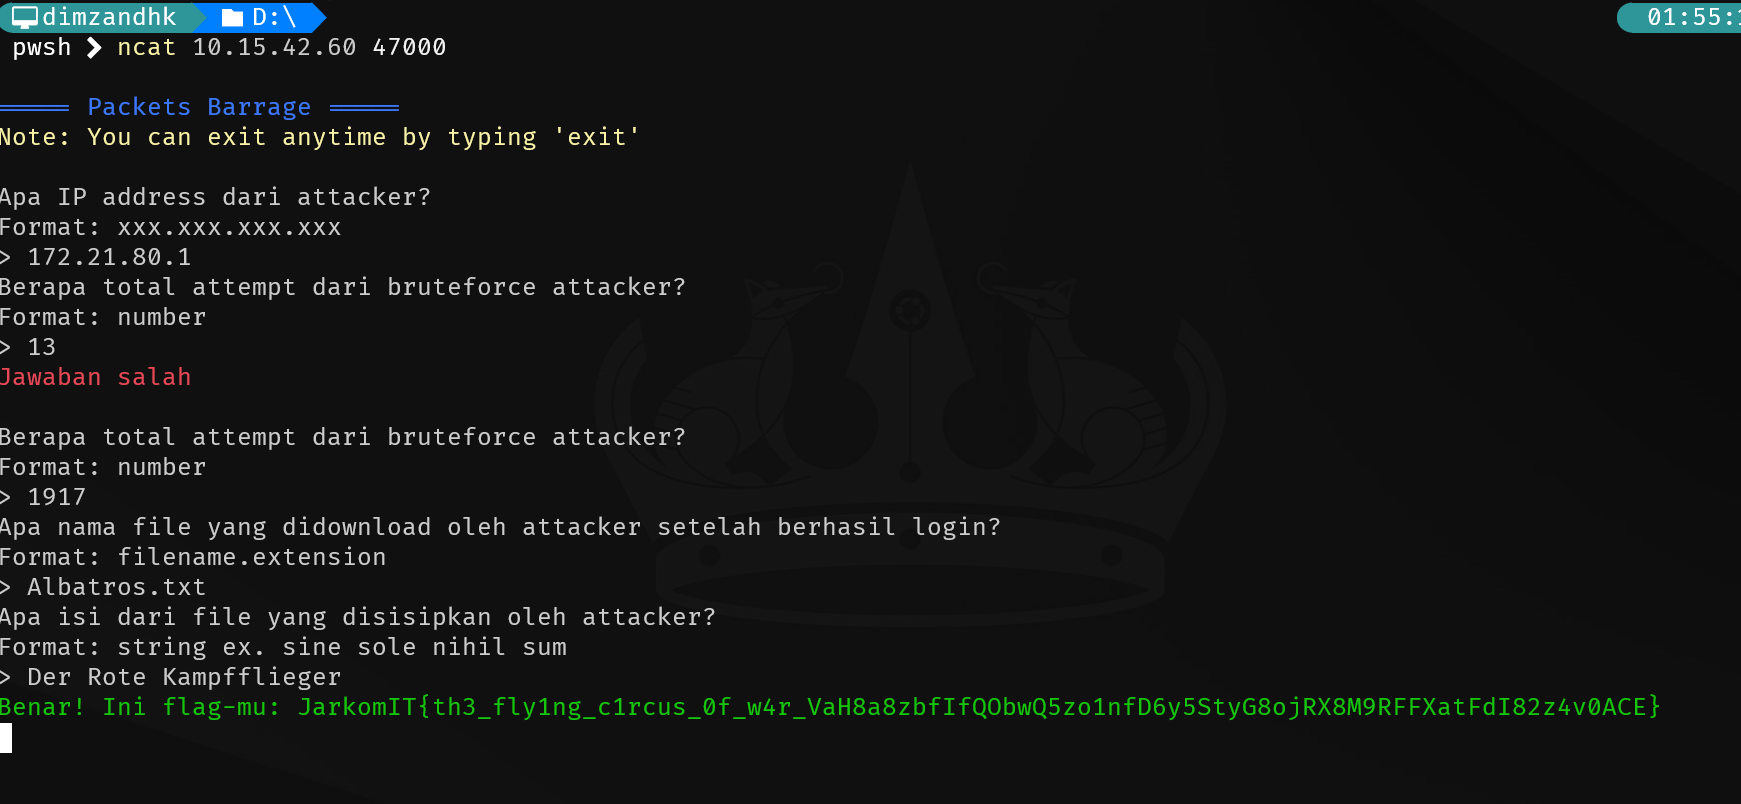 dimzandhk D:\ 01:55:
pwsh ❯ ncat 10.15.42.60 47000
═════ Packets Barrage ═════
Note: You can exit anytime by typing 'exit'
Apa IP address dari attacker?
Format: xxx.xxx.xxx.xxx
> 172.21.80.1
Berapa total attempt dari bruteforce attacker?
Format: number
> 13
Jawaban salah
Berapa total attempt dari bruteforce attacker?
Format: number
> 1917
Apa nama file yang didownload oleh attacker setelah berhasil login?
Format: filename.extension
> Albatros.txt
Apa isi dari file yang disisipkan oleh attacker?
Format: string ex. sine sole nihil sum
> Der Rote Kampfflieger
Benar! Ini flag-mu: JarkomIT{th3_fly1ng_c1rcus_0f_w4r_VaH8a8zbfIfQObwQ5zo1nfD6y5StyG8ojRX8M9RFFXatFdI82z4v0ACE}